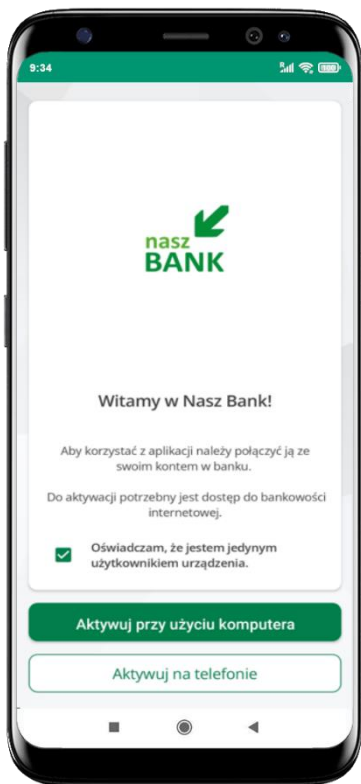 9:34
100
nasz
BANK
Witamy w Nasz Bank!
Aby korzystać z aplikacji należy połączyć ją ze
swoim kontem w banku.
Do aktywacji potrzebny jest dostęp do bankowości
internetowej.
Oświadczam, że jestem jedynym
użytkownikiem urządzenia.
Aktywuj przy użyciu komputera
Aktywuj na telefonie